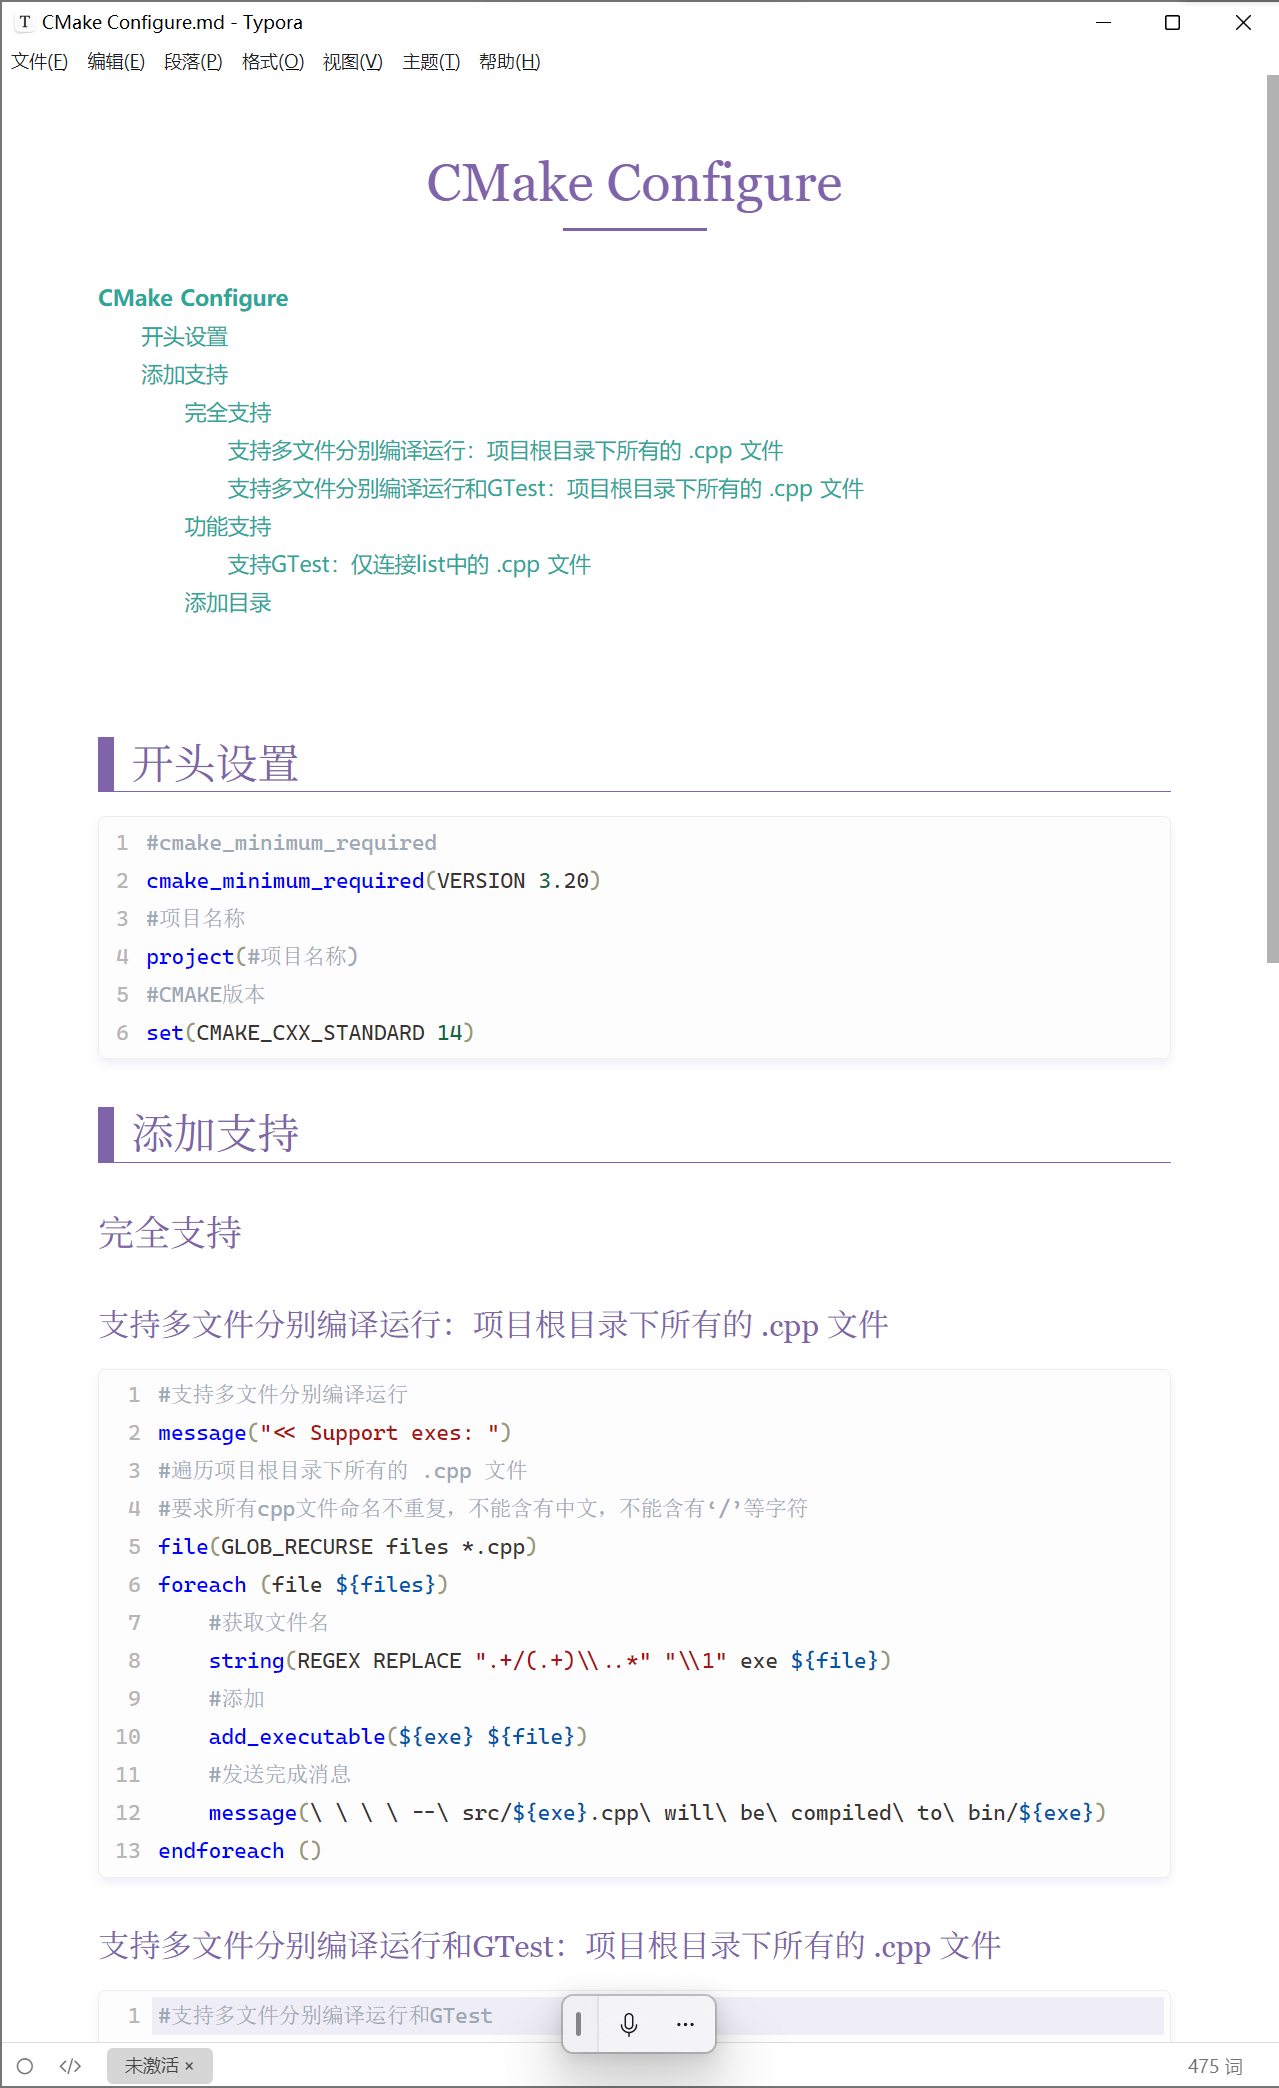 CMake Configure.md - Typora
文件(F) 编辑(E) 段落(P) 格式(O) 视图(V) 主题(T) 帮助(H)
CMake Configure
CMake Configure
开头设置
添加支持
完全支持
支持多文件分别编译运行：项目根目录下所有的 .cpp 文件
支持多文件分别编译运行和GTest：项目根目录下所有的 .cpp 文件
功能支持
支持GTest：仅连接list中的 .cpp 文件
添加目录
开头设置
1 #cmake_minimum_required
2 cmake_minimum_required(VERSION 3.20)
3 #项目名称
4 project(#项目名称)
5 #CMAKE版本
6 set(CMAKE_CXX_STANDARD 14)
添加支持
完全支持
支持多文件分别编译运行：项目根目录下所有的 .cpp 文件
1 #支持多文件分别编译运行
2 message("<< Support exes: ")
3 #遍历项目根目录下所有的 .cpp 文件
4 #要求所有cpp文件命名不重复，不能含有中文，不能含有‘/’等字符
5 file(GLOB_RECURSE files *.cpp)
6 foreach (file ${files})
7     #获取文件名
8     string(REGEX REPLACE ".+/(.+)\\..*" "\\1" exe ${file})
9     #添加
10     add_executable(${exe} ${file})
11     #发送完成消息
12     message(\ \ \ \ --\ src/${exe}.cpp\ will\ be\ compiled\ to\ bin/${exe})
13 endforeach ()
支持多文件分别编译运行和GTest：项目根目录下所有的 .cpp 文件
1 #支持多文件分别编译运行和GTest
未激活 × 475 词